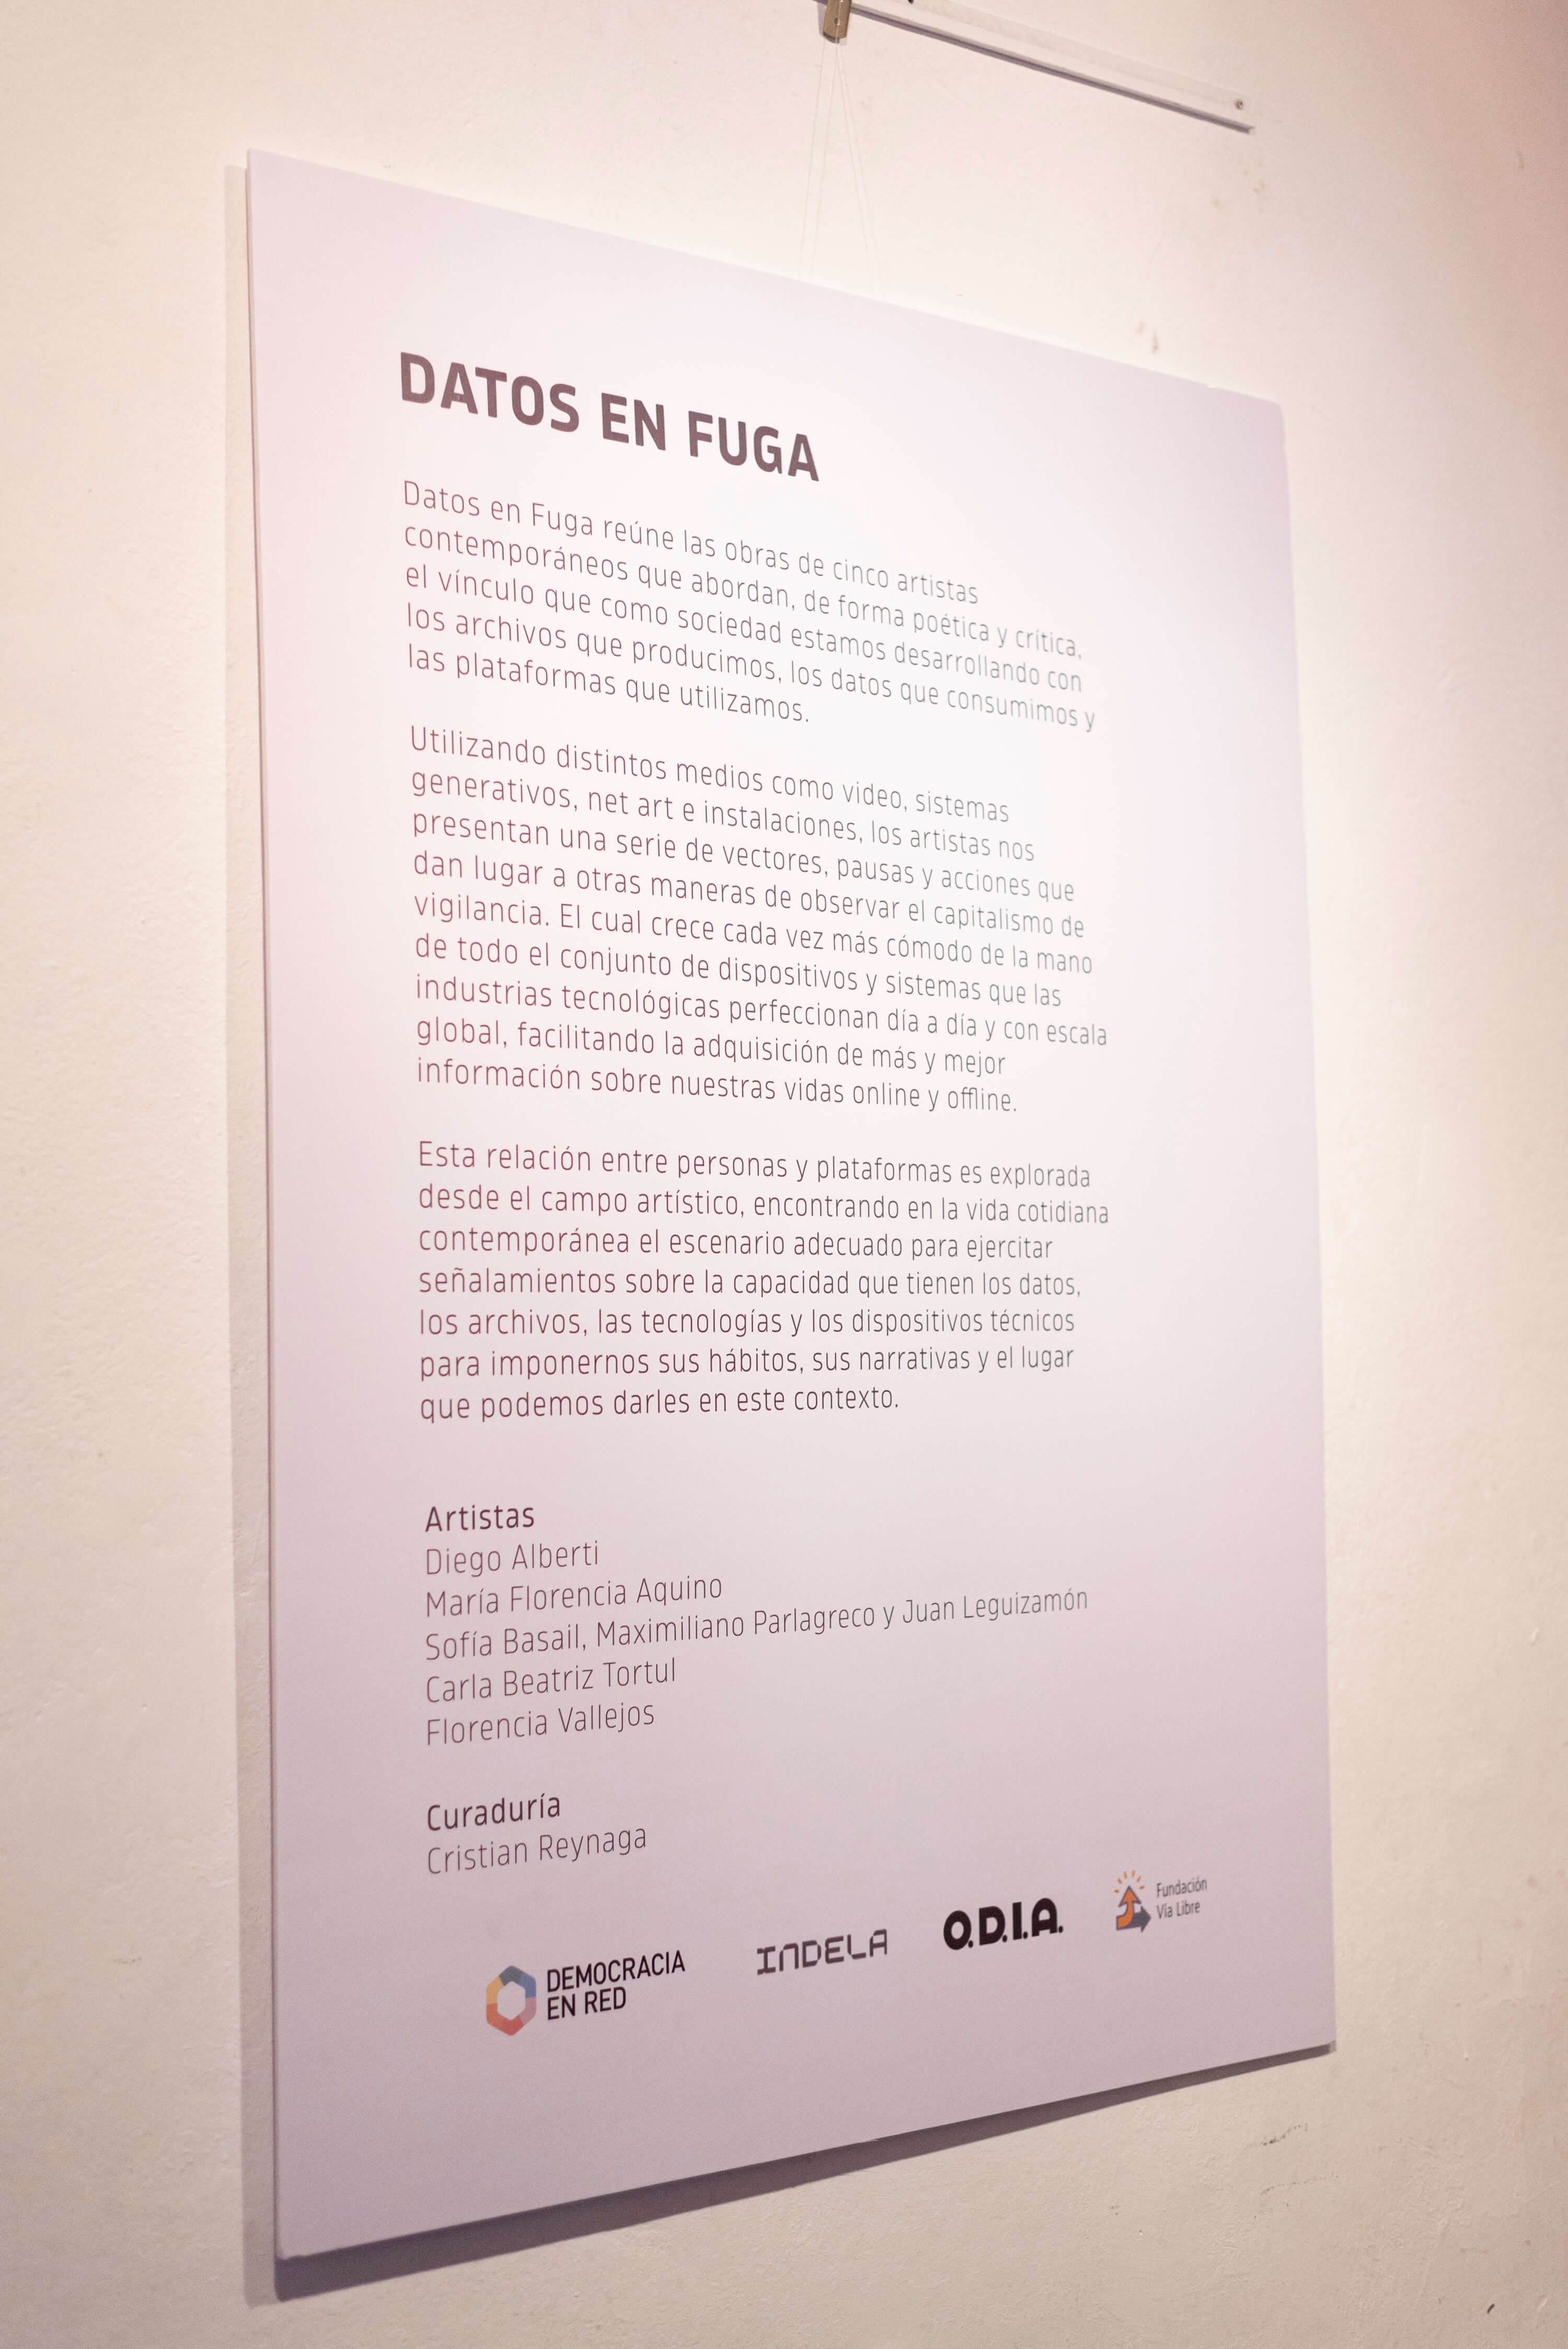 DATOS EN FUGA
Datos en Fuga reúne las obras de cinco artistas
contemporáneos que abordan, de forma poética y crítica,
el vínculo que como sociedad estamos desarrollando con
los archivos que producimos, los datos que consumimos y
las plataformas que utilizamos.
Utilizando distintos medios como video, sistemas
generativos, net art e instalaciones, los artistas nos
presentan una serie de vectores, pausas y acciones que
dan lugar a otras maneras de observar el capitalismo de
vigilancia. El cual crece cada vez más cómodo de la mano
de todo el conjunto de dispositivos y sistemas que las
industrias tecnológicas perfeccionan día a día y con escala
global, facilitando la adquisición de más y mejor
información sobre nuestras vidas online y offline.
Esta relación entre personas y plataformas es explorada
desde el campo artístico, encontrando en la vida cotidiana
contemporánea el escenario adecuado para ejercitar
señalamientos sobre la capacidad que tienen los datos,
los archivos, las tecnologías y los dispositivos técnicos
para imponernos sus hábitos, sus narrativas y el lugar
que podemos darles en este contexto.
Artistas
Diego Alberti
María Florencia Aquino
Sofía Basail, Maximiliano Parlagreco y Juan Leguizamón
Carla Beatriz Tortul
Florencia Vallejos
Curaduría
Cristian Reynaga
DEMOCRACIA
EN RED
INDELA
O.D.I.A.
Fundación
Vía Libre